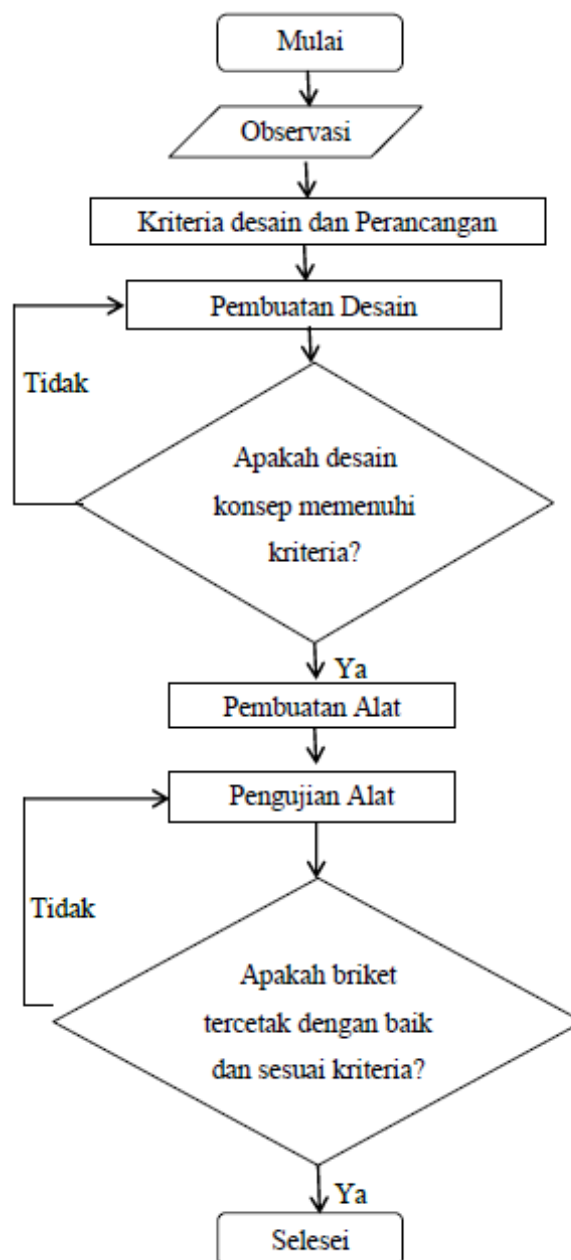 Mulai
Observasi
Kriteria desain dan Perancangan
Pembuatan Desain
Tidak
Apakah desain
konsep memenuhi
kriteria?
Ya
Pembuatan Alat
Pengujian Alat
Tidak
Apakah briket
tercetak dengan baik
dan sesuai kriteria?
Ya
Selesei